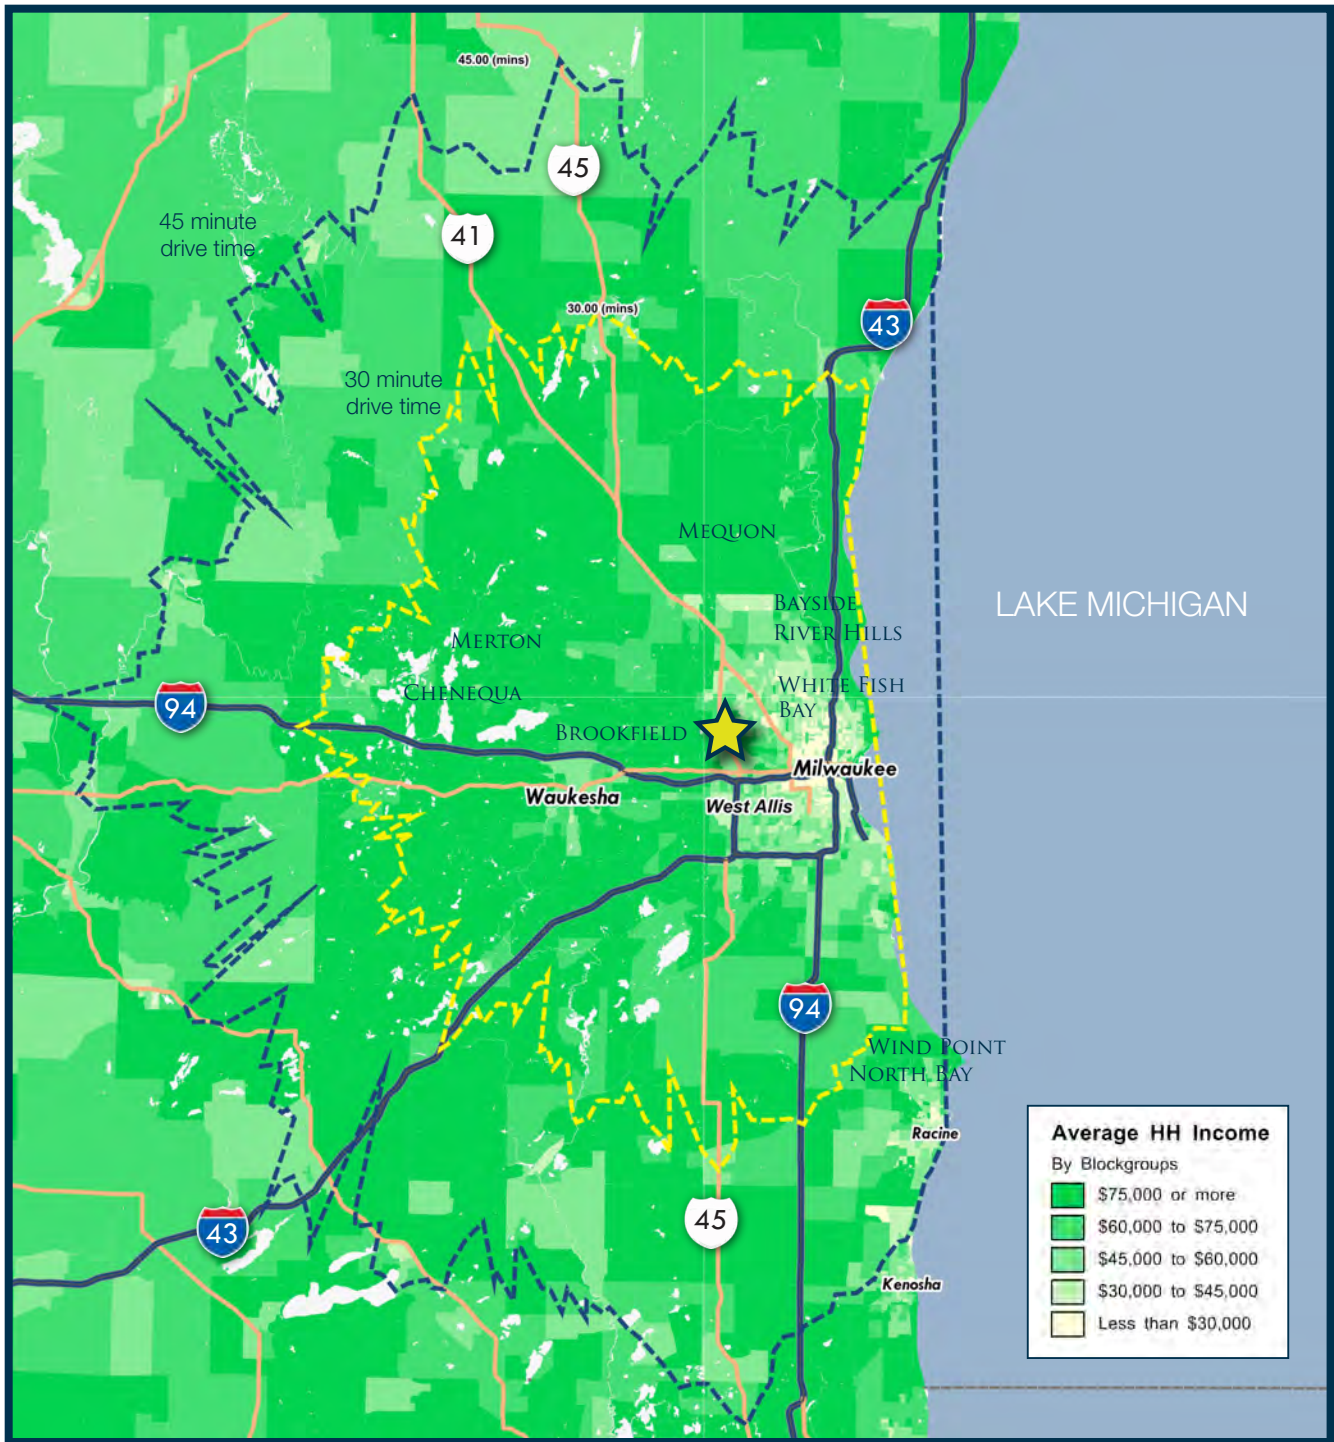 45.00 (mins)
45
45 minute
drive time
41
30.00 (mins)
43
30 minute
drive time
Mequon
Bayside
River Hills
LAKE MICHIGAN
Merton
White Fish
Bay
Chenequa
94
Brookfield
Milwaukee
Waukesha
West Allis
94
Wind Point
North Bay
Racine
45
43
Kenosha
Average HH Income
By Blockgroups
$75,000 or more
$60,000 to $75,000
$45,000 to $60,000
$30,000 to $45,000
Less than $30,000